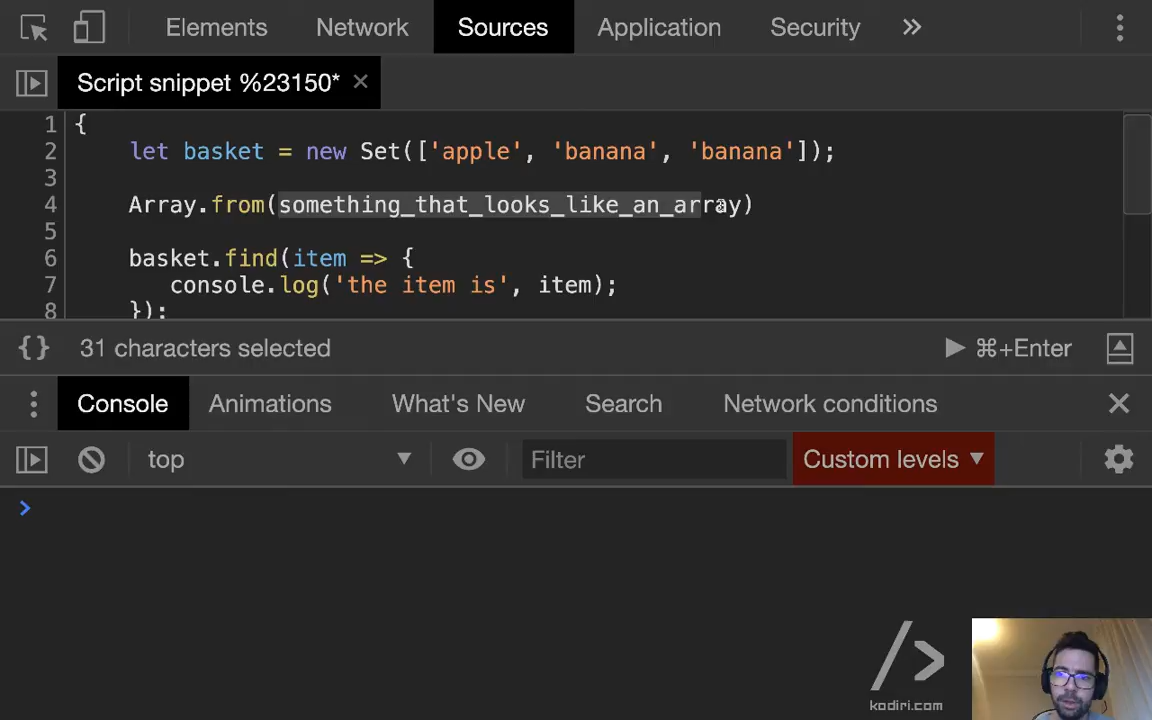 Elements Network Sources Application Security »
Script snippet %23150* ×
1 {
2 let basket = new Set(['apple', 'banana', 'banana']);
3
4 Array.from(something_that_looks_like_an_array)
5
6 basket.find(item => {
7 console.log('the item is', item);
8 });
{} 31 characters selected ⌘+Enter
Console Animations What's New Search Network conditions ×
top Filter Custom levels
>
/>
kodiri.com